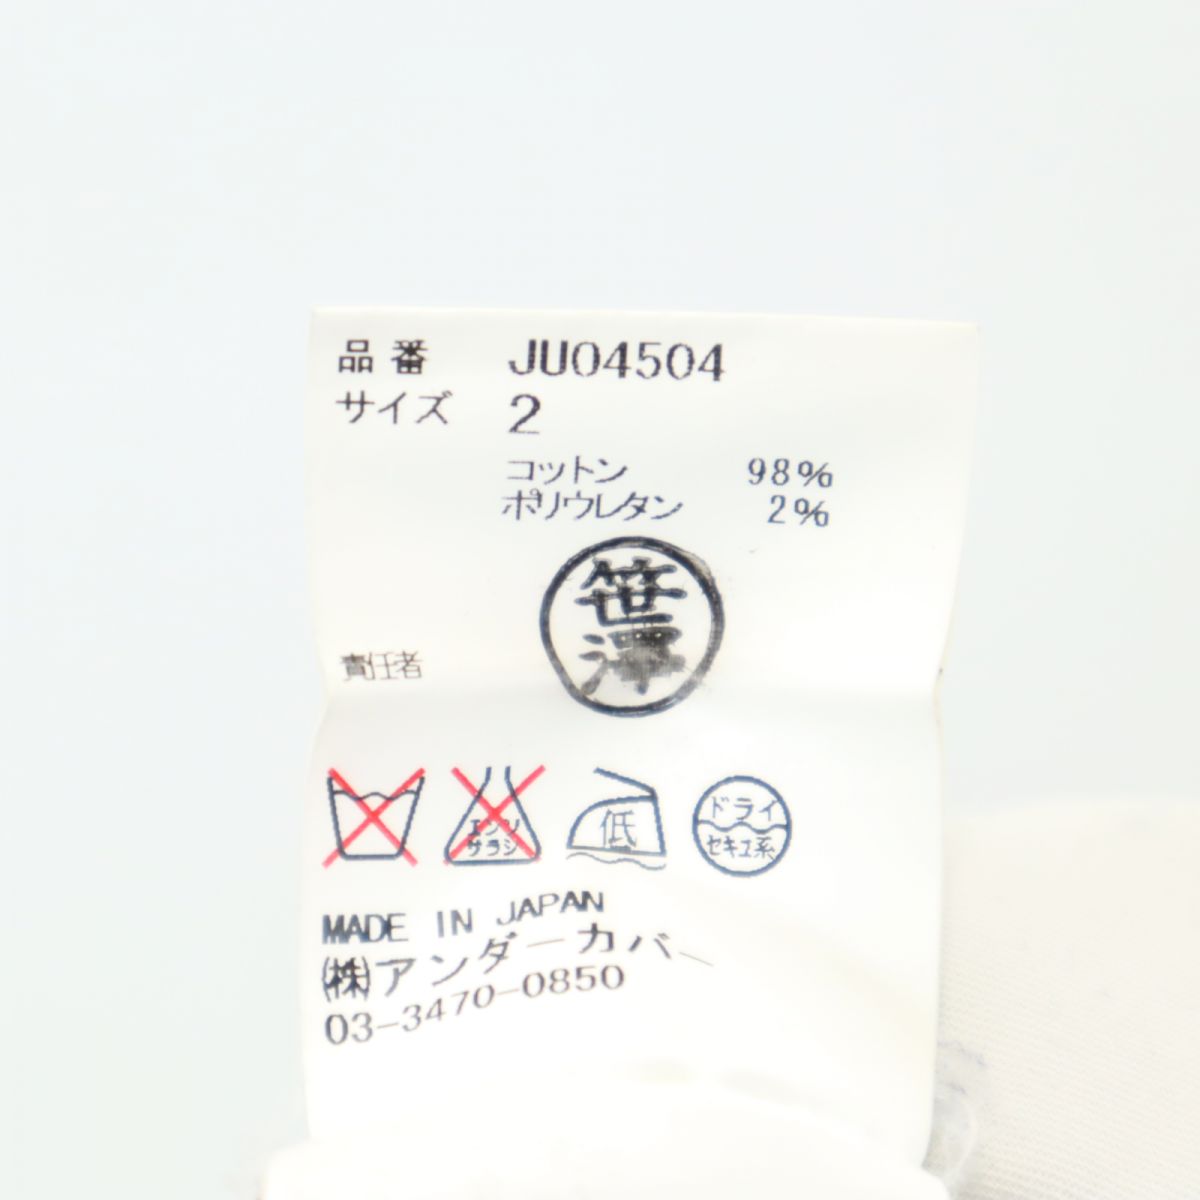 品番 JU04504
サイズ 2
コットン 98%
ポリウレタン 2%
笹
澤
責任者
エンソ
サラシ
低
ドライ
セキユ系
MADE IN JAPAN
㈱アンダーカバー
03-3470-0850